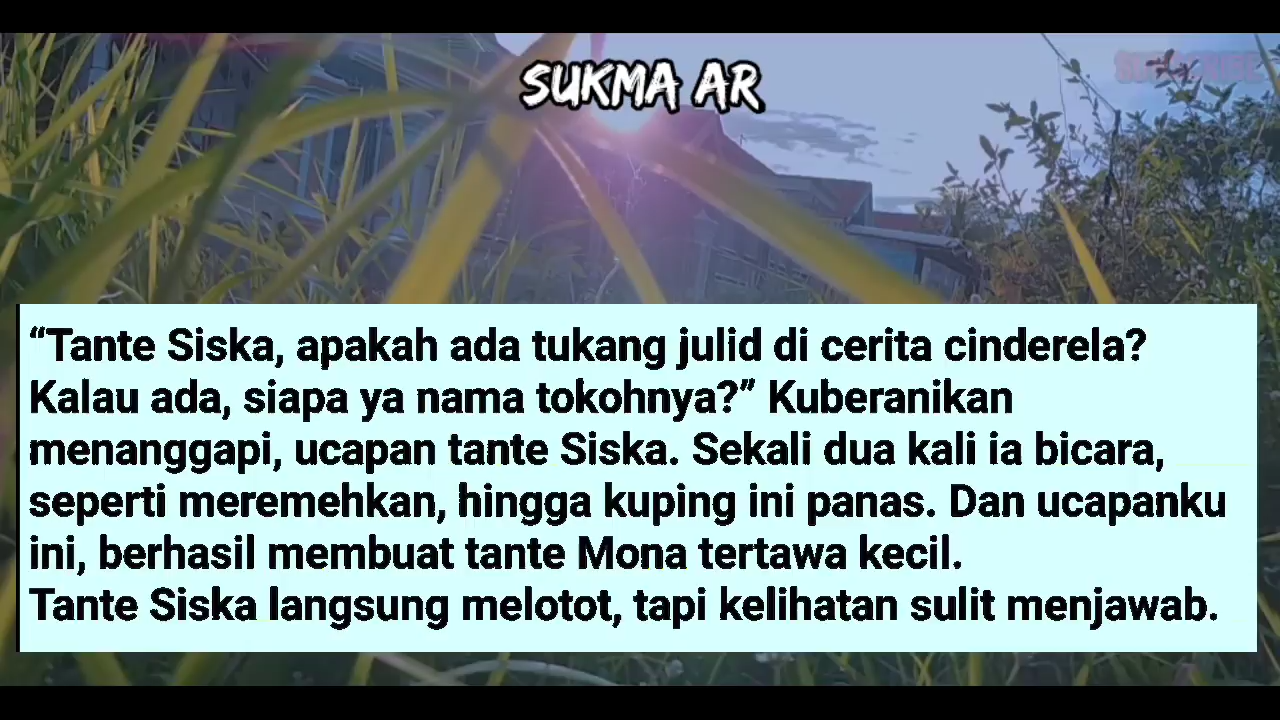 SUKMA AR
SUBSCRIBE
“Tante Siska, apakah ada tukang julid di cerita cinderela?
Kalau ada, siapa ya nama tokohnya?” Kuberanikan
menanggapi, ucapan tante Siska. Sekali dua kali ia bicara,
seperti meremehkan, hingga kuping ini panas. Dan ucapanku
ini, berhasil membuat tante Mona tertawa kecil.
Tante Siska langsung melotot, tapi kelihatan sulit menjawab.